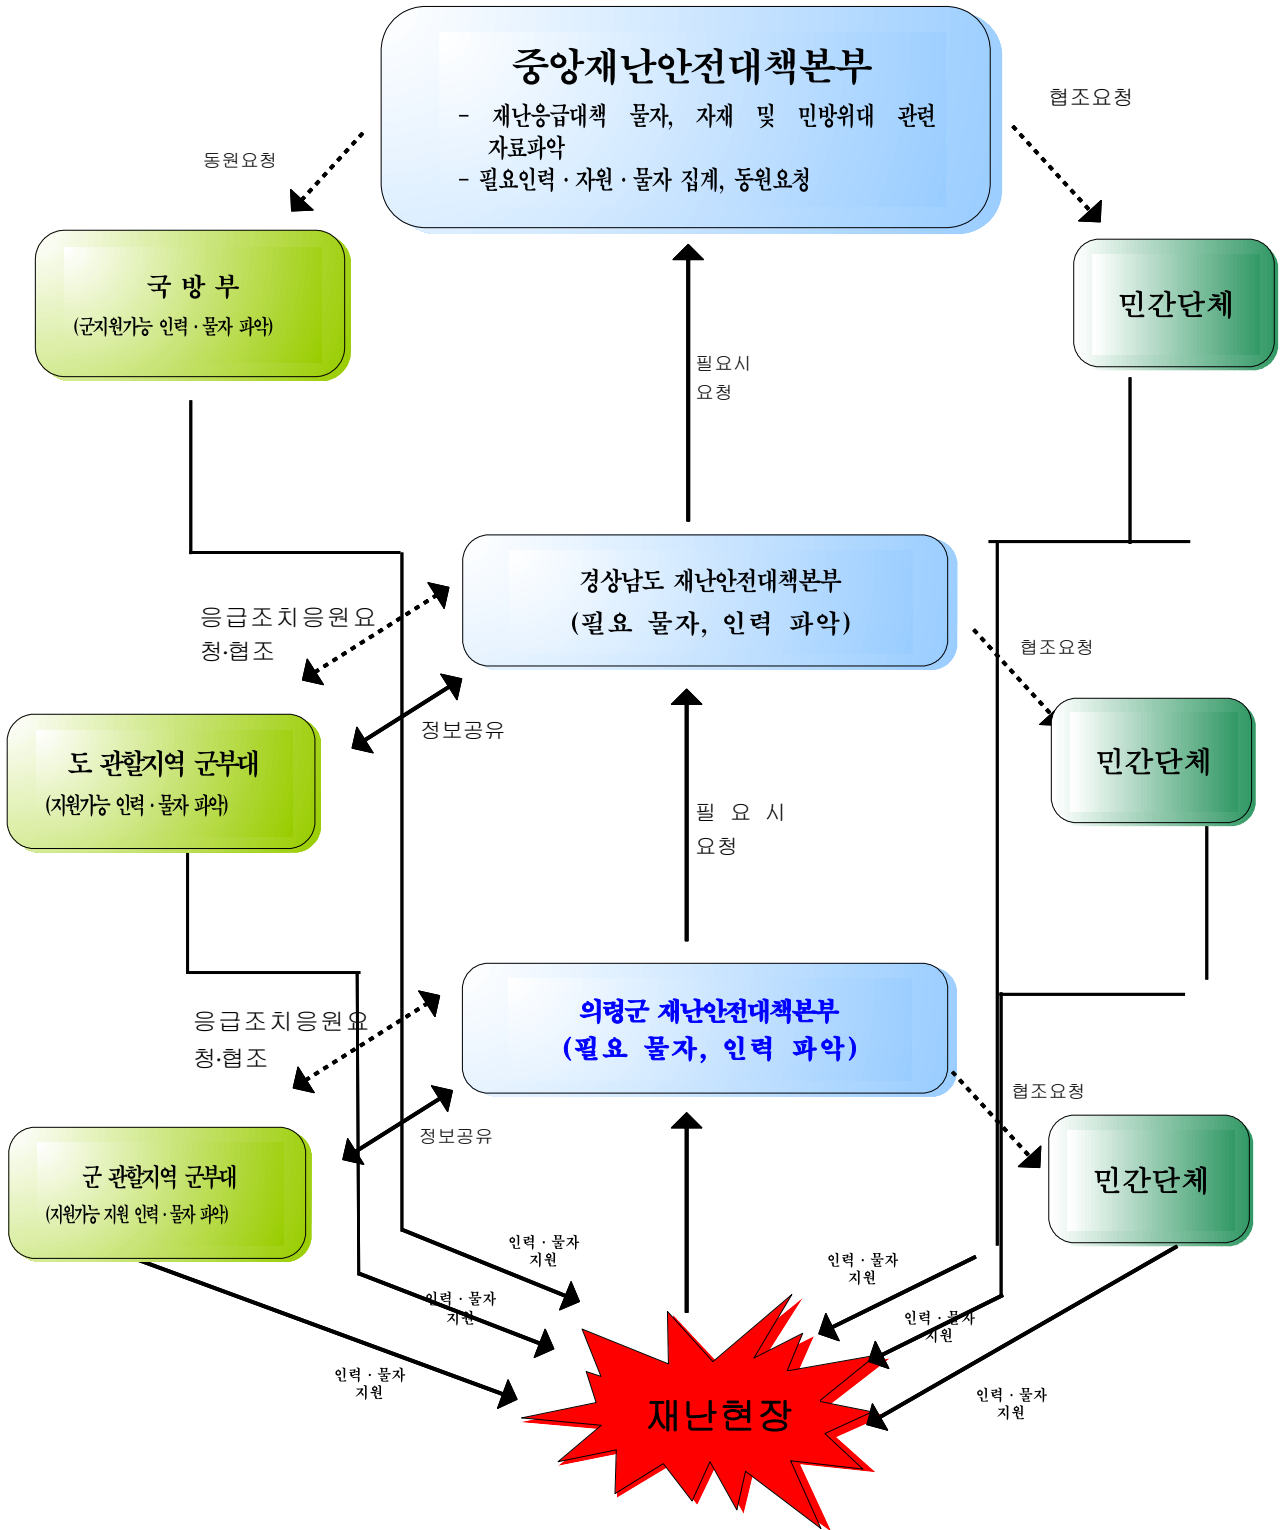 중앙재난안전대책본부
- 재난응급대책 물자, 자재 및 민방위대 관련
자료파악
- 필요인력·자원·물자 집계, 동원요청
협조요청
동원요청
국 방 부
(군지원가능 인력·물자 파악)
민간단체
필요시
요청
경상남도 재난안전대책본부
(필요 물자, 인력 파악)
응급조치응원요
청·협조
협조요청
정보공유
도 관할지역 군부대
(지원가능 인력·물자 파악)
민간단체
필 요 시
요청
의령군 재난안전대책본부
(필요 물자, 인력 파악)
응급조치응원요
청·협조
협조요청
정보공유
군 관할지역 군부대
(지원가능 지원 인력·물자 파악)
민간단체
인력·물자
지원
인력·물자
지원
인력·물자
지원
인력·물자
지원
인력·물자
지원
인력·물자
지원
재난현장